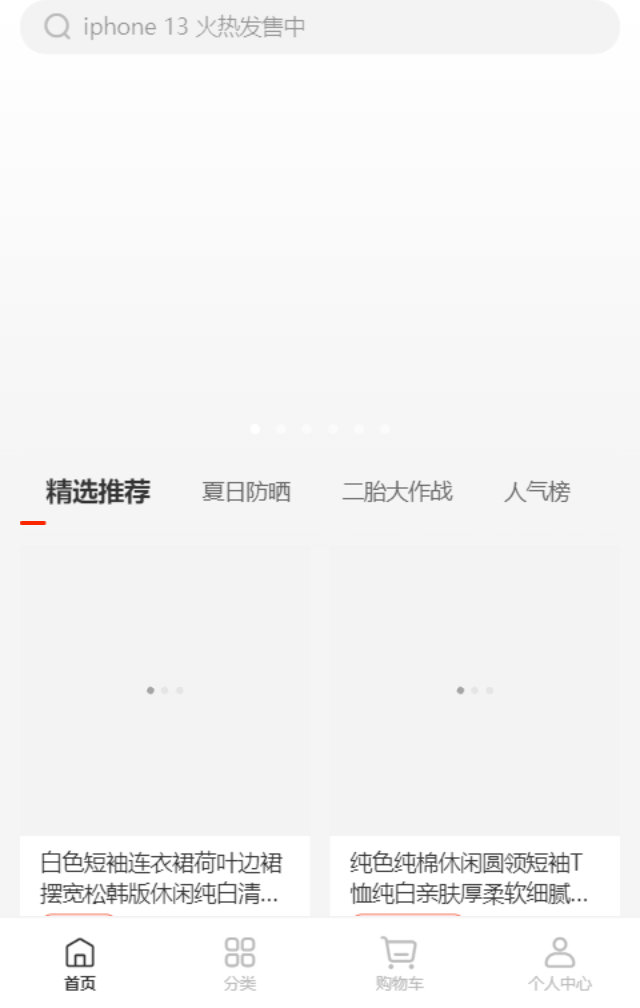 iphone 13 火热发售中
精选推荐 夏日防晒 二胎大作战 人气榜
白色短袖连衣裙荷叶边裙
摆宽松韩版休闲纯白清...
纯色纯棉休闲圆领短袖T
恤纯白亲肤厚柔软细腻...
首页 分类 购物车 个人中心